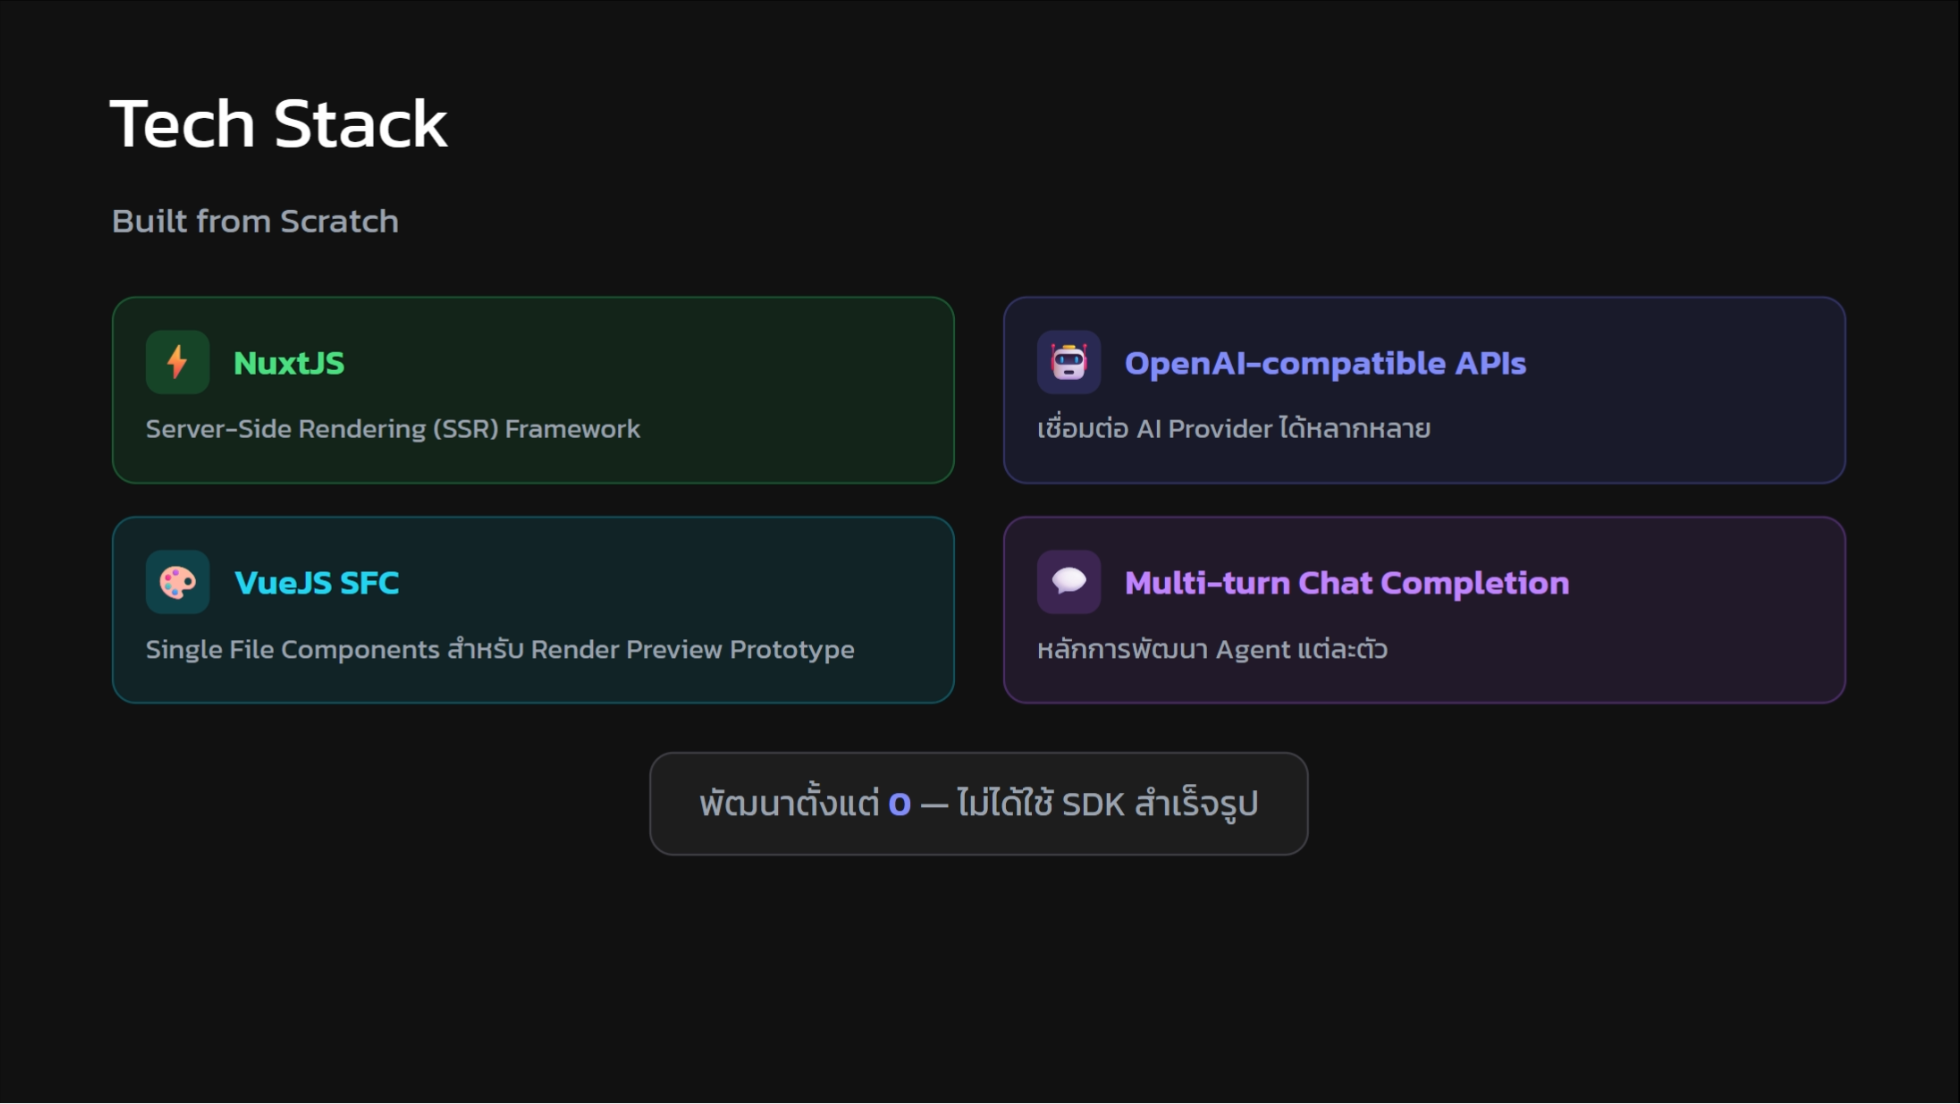 Tech Stack
Built from Scratch
NuxtJS
Server-Side Rendering (SSR) Framework
OpenAI-compatible APIs
เชื่อมต่อ AI Provider ได้หลากหลาย
VueJS SFC
Single File Components สำหรับ Render Preview Prototype
Multi-turn Chat Completion
หลักการพัฒนา Agent แต่ละตัว
พัฒนาตั้งแต่ 0 — ไม่ได้ใช้ SDK สำเร็จรูป